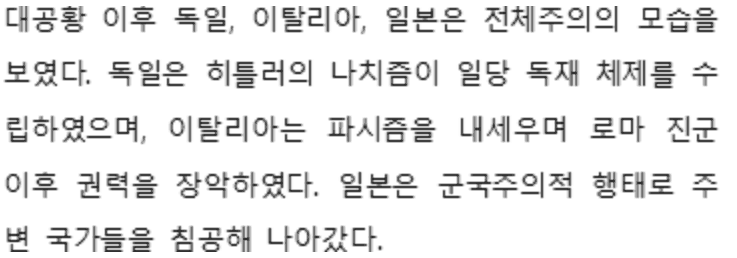 대공황 이후 독일, 이탈리아, 일본은 전체주의의 모습을
보였다. 독일은 히틀러의 나치즘이 일당 독재 체제를 수
립하였으며, 이탈리아는 파시즘을 내세우며 로마 진군
이후 권력을 장악하였다. 일본은 군국주의적 행태로 주
변 국가들을 침공해 나아갔다.